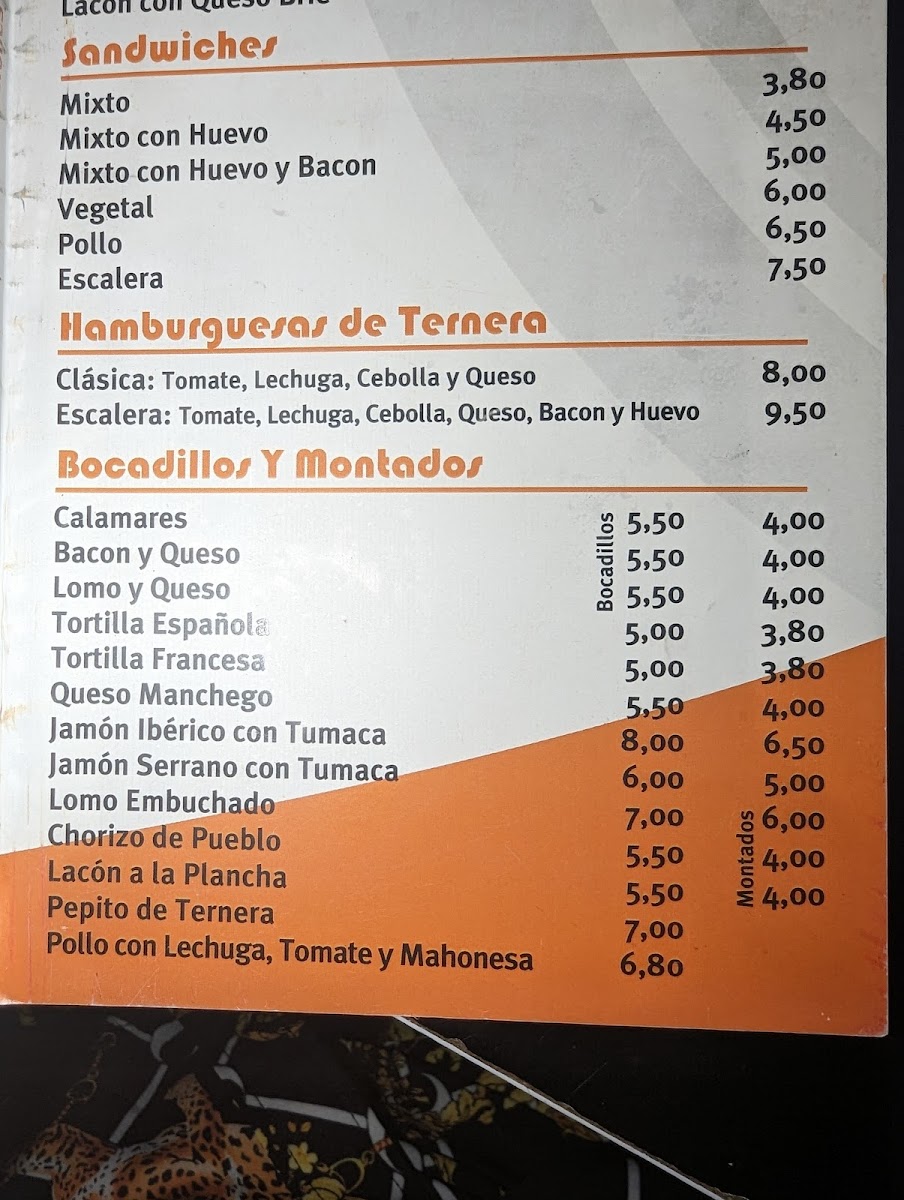 Lacón con Queso Brie
Sandwiches
Mixto 3,80
Mixto con Huevo 4,50
Mixto con Huevo y Bacon 5,00
Vegetal 6,00
Pollo 6,50
Escalera 7,50
Hamburguesas de Ternera
Clásica: Tomate, Lechuga, Cebolla y Queso 8,00
Escalera: Tomate, Lechuga, Cebolla, Queso, Bacon y Huevo 9,50
Bocadillos Y Montados
Bocadillos
Montados
Calamares 5,50 4,00
Bacon y Queso 5,50 4,00
Lomo y Queso 5,50 4,00
Tortilla Española 5,00 3,80
Tortilla Francesa 5,00 3,80
Queso Manchego 5,50 4,00
Jamón Ibérico con Tumaca 8,00 6,50
Jamón Serrano con Tumaca 6,00 5,00
Lomo Embuchado 7,00 6,00
Chorizo de Pueblo 5,50 4,00
Lacón a la Plancha 5,50 4,00
Pepito de Ternera 7,00
Pollo con Lechuga, Tomate y Mahonesa 6,80